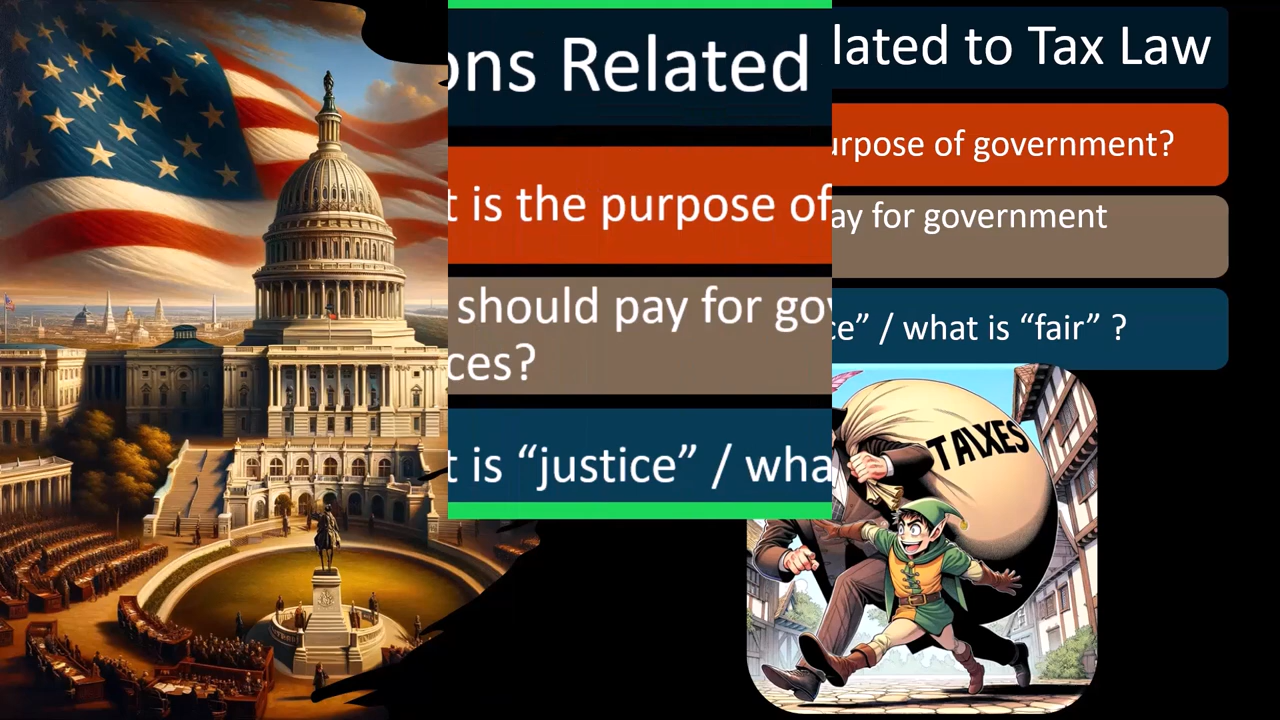 ons Related
t is the purpose of
should pay for gov
ces?
t is “justice” / wha
lated to Tax Law
urpose of government?
ay for government
ce” / what is “fair” ?
TAXES